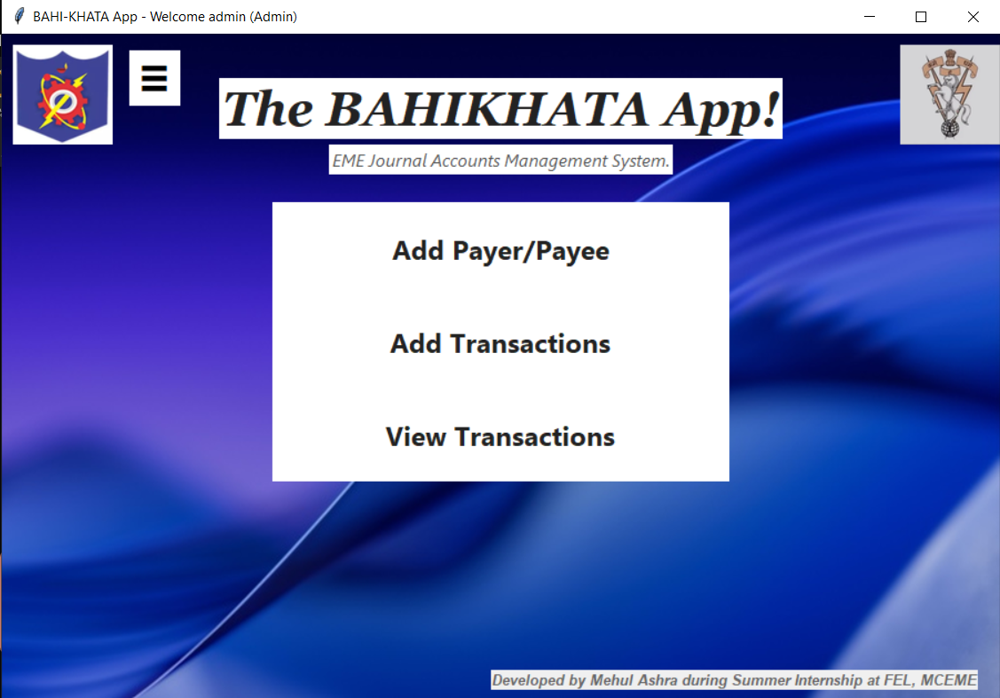 BAHI-KHATA App - Welcome admin (Admin)
The BAHIKHATA App!
EME Journal Accounts Management System.
Add Payer/Payee
Add Transactions
View Transactions
Developed by Mehul Ashra during Summer Internship at FEL, MCEME